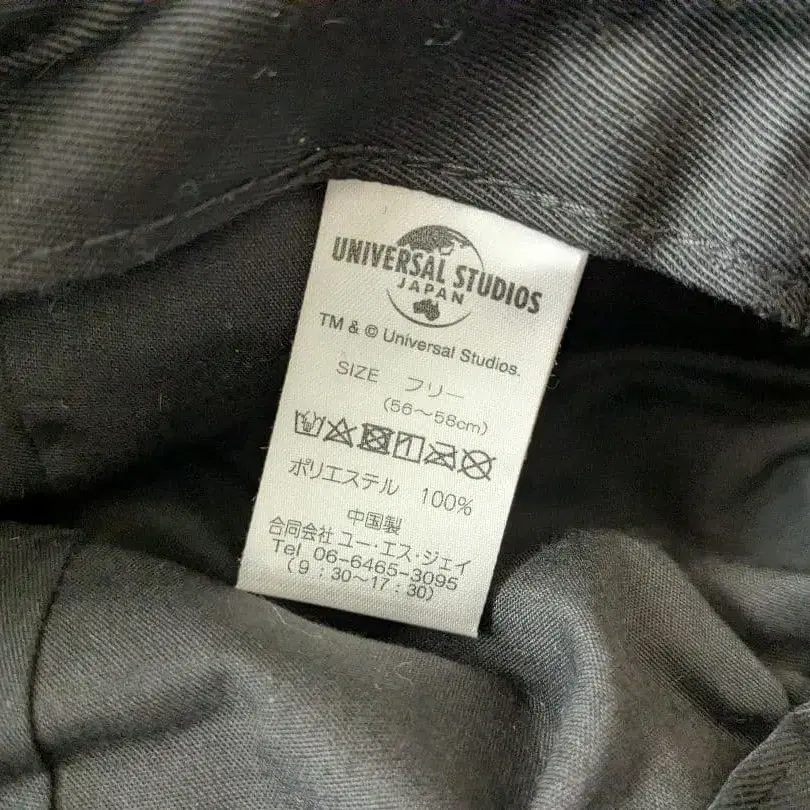 UNIVERSAL STUDIOS
JAPAN
TM & © Universal Studios.
SIZE フリー
(56〜58cm)
ポリエステル 100%
中国製
合同会社 ユー・エス・ジェイ
Tel 06-6465-3095
(9:30〜17:30)